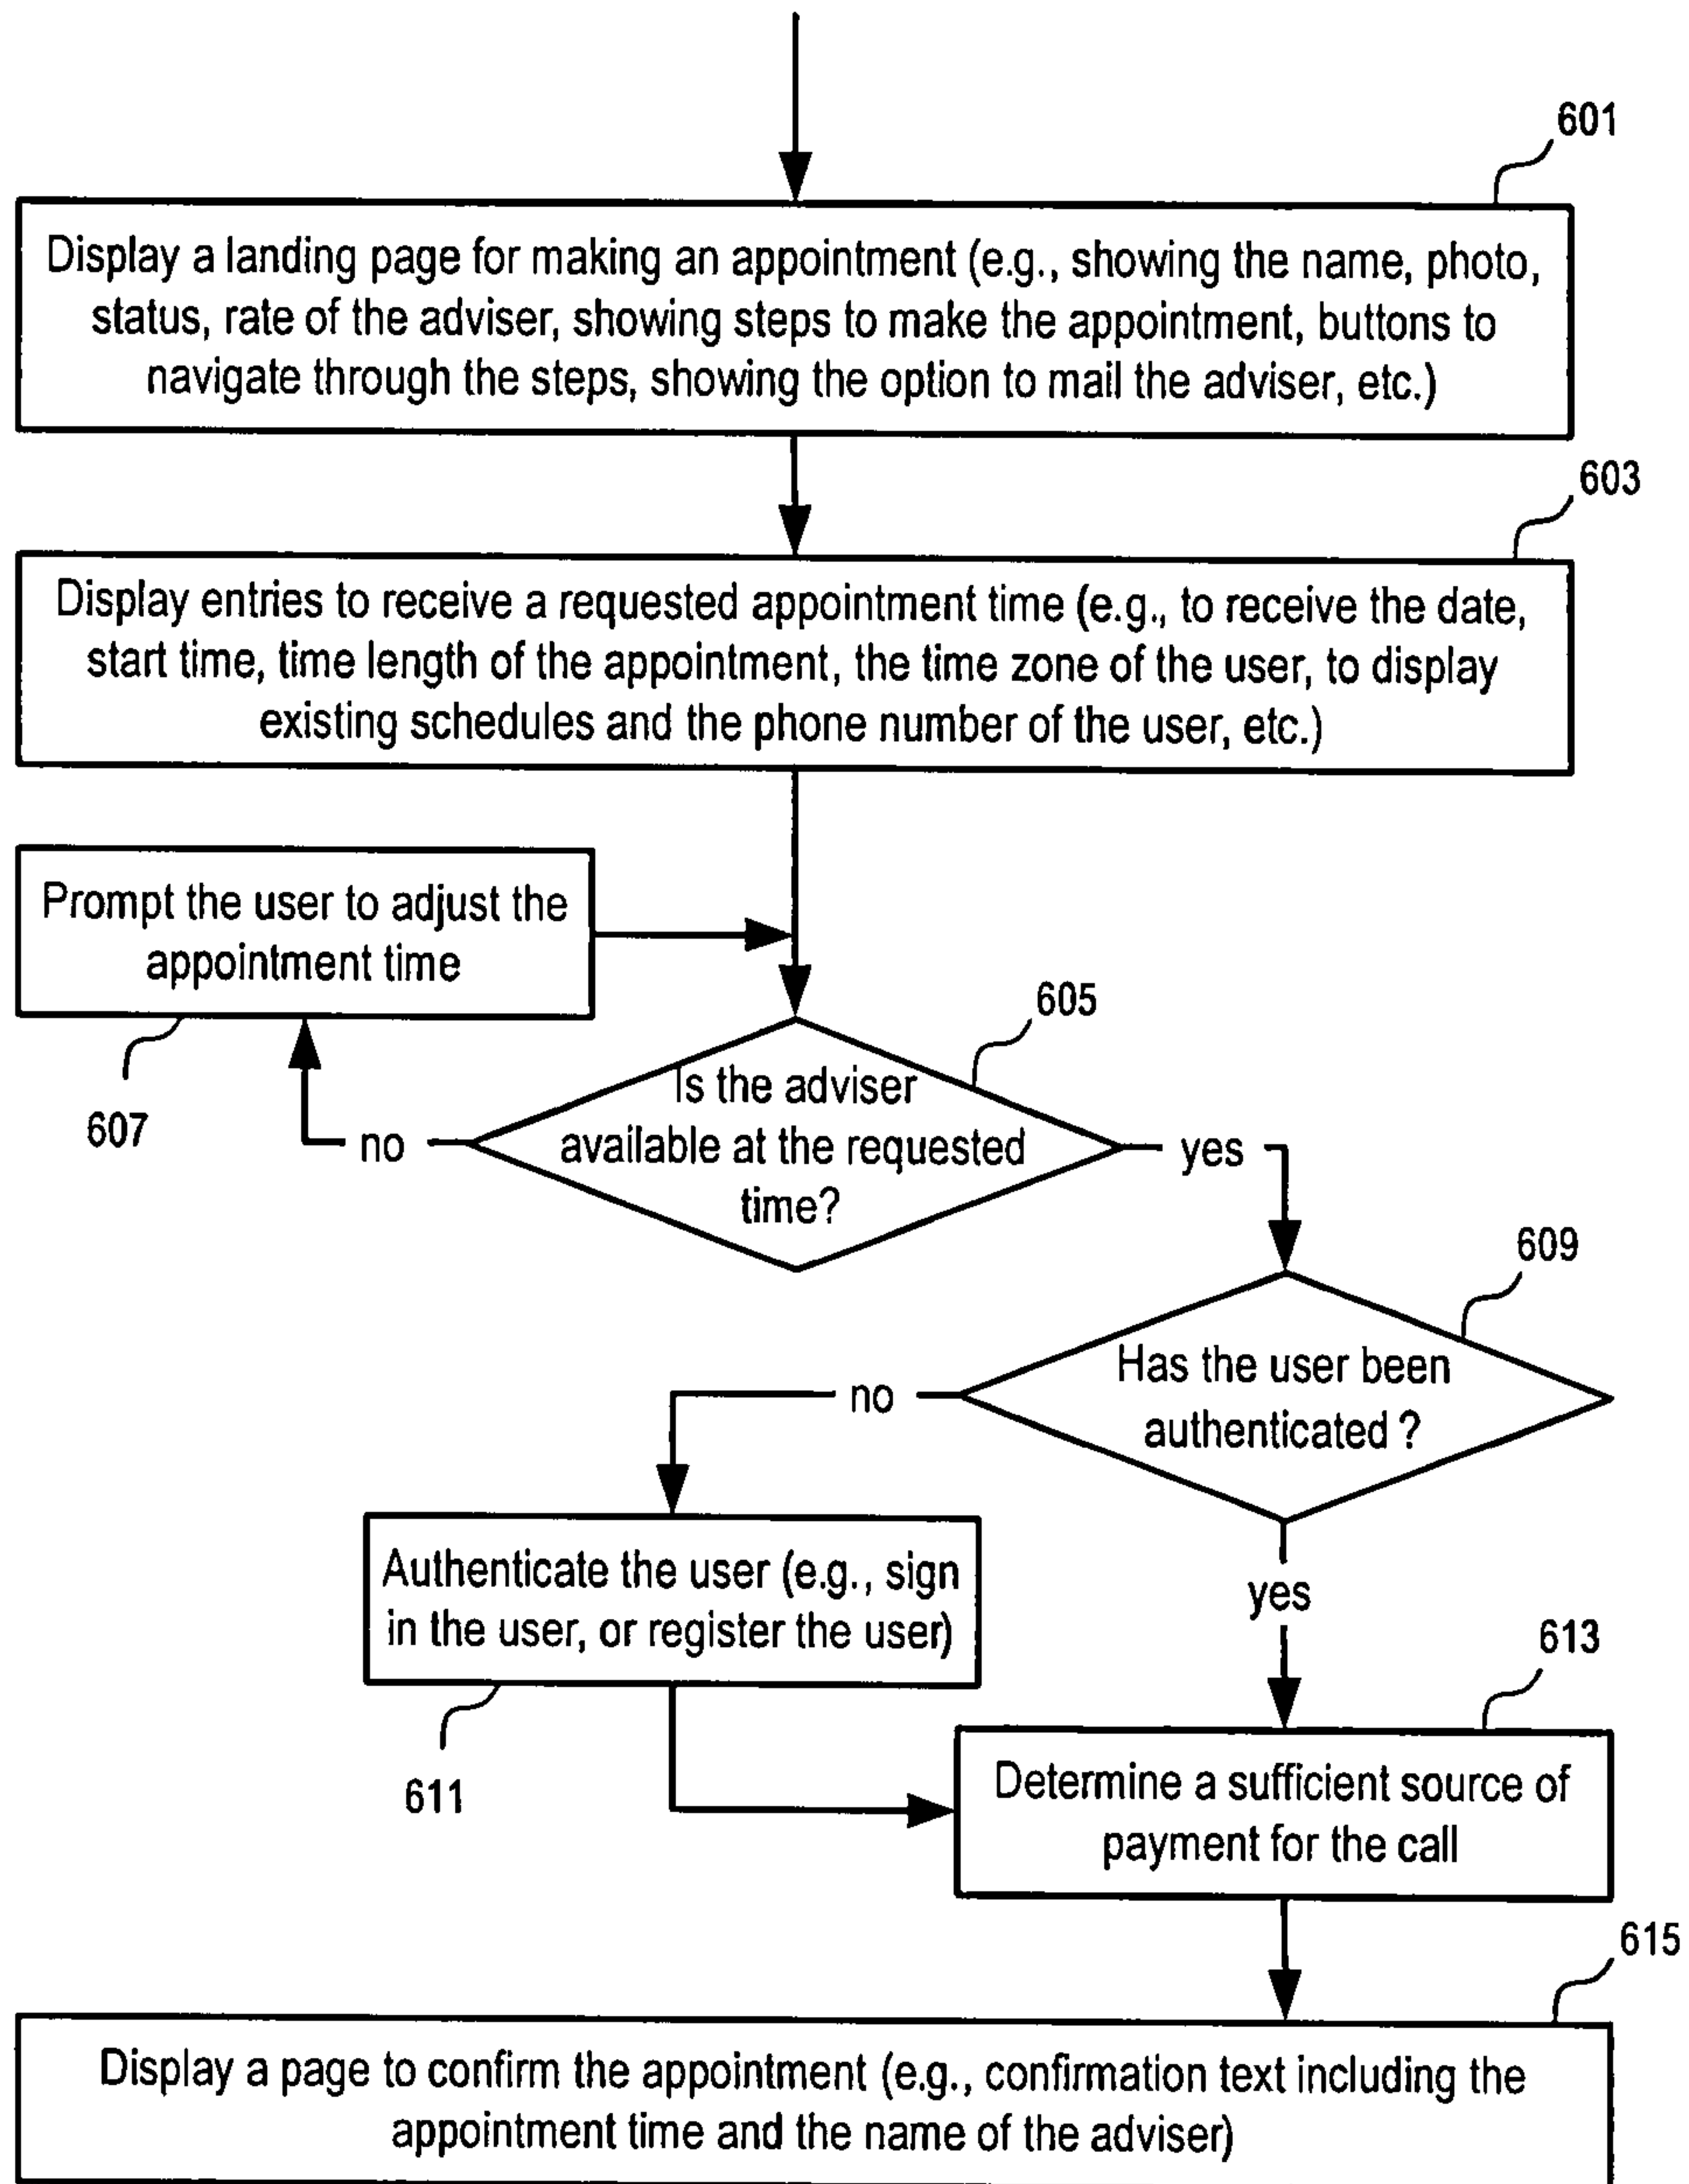 601
Display a landing page for making an appointment (e.g., showing the name, photo,
status, rate of the adviser, showing steps to make the appointment, buttons to
navigate through the steps, showing the option to mail the adviser, etc.)
603
Display entries to receive a requested appointment time (e.g., to receive the date,
start time, time length of the appointment, the time zone of the user, to display
existing schedules and the phone number of the user, etc.)
Prompt the user to adjust the
appointment time
607
605
Is the adviser
available at the requested
time?
no
yes
609
Has the user been
authenticated ?
no
yes
Authenticate the user (e.g., sign
in the user, or register the user)
611
613
Determine a sufficient source of
payment for the call
615
Display a page to confirm the appointment (e.g., confirmation text including the
appointment time and the name of the adviser)